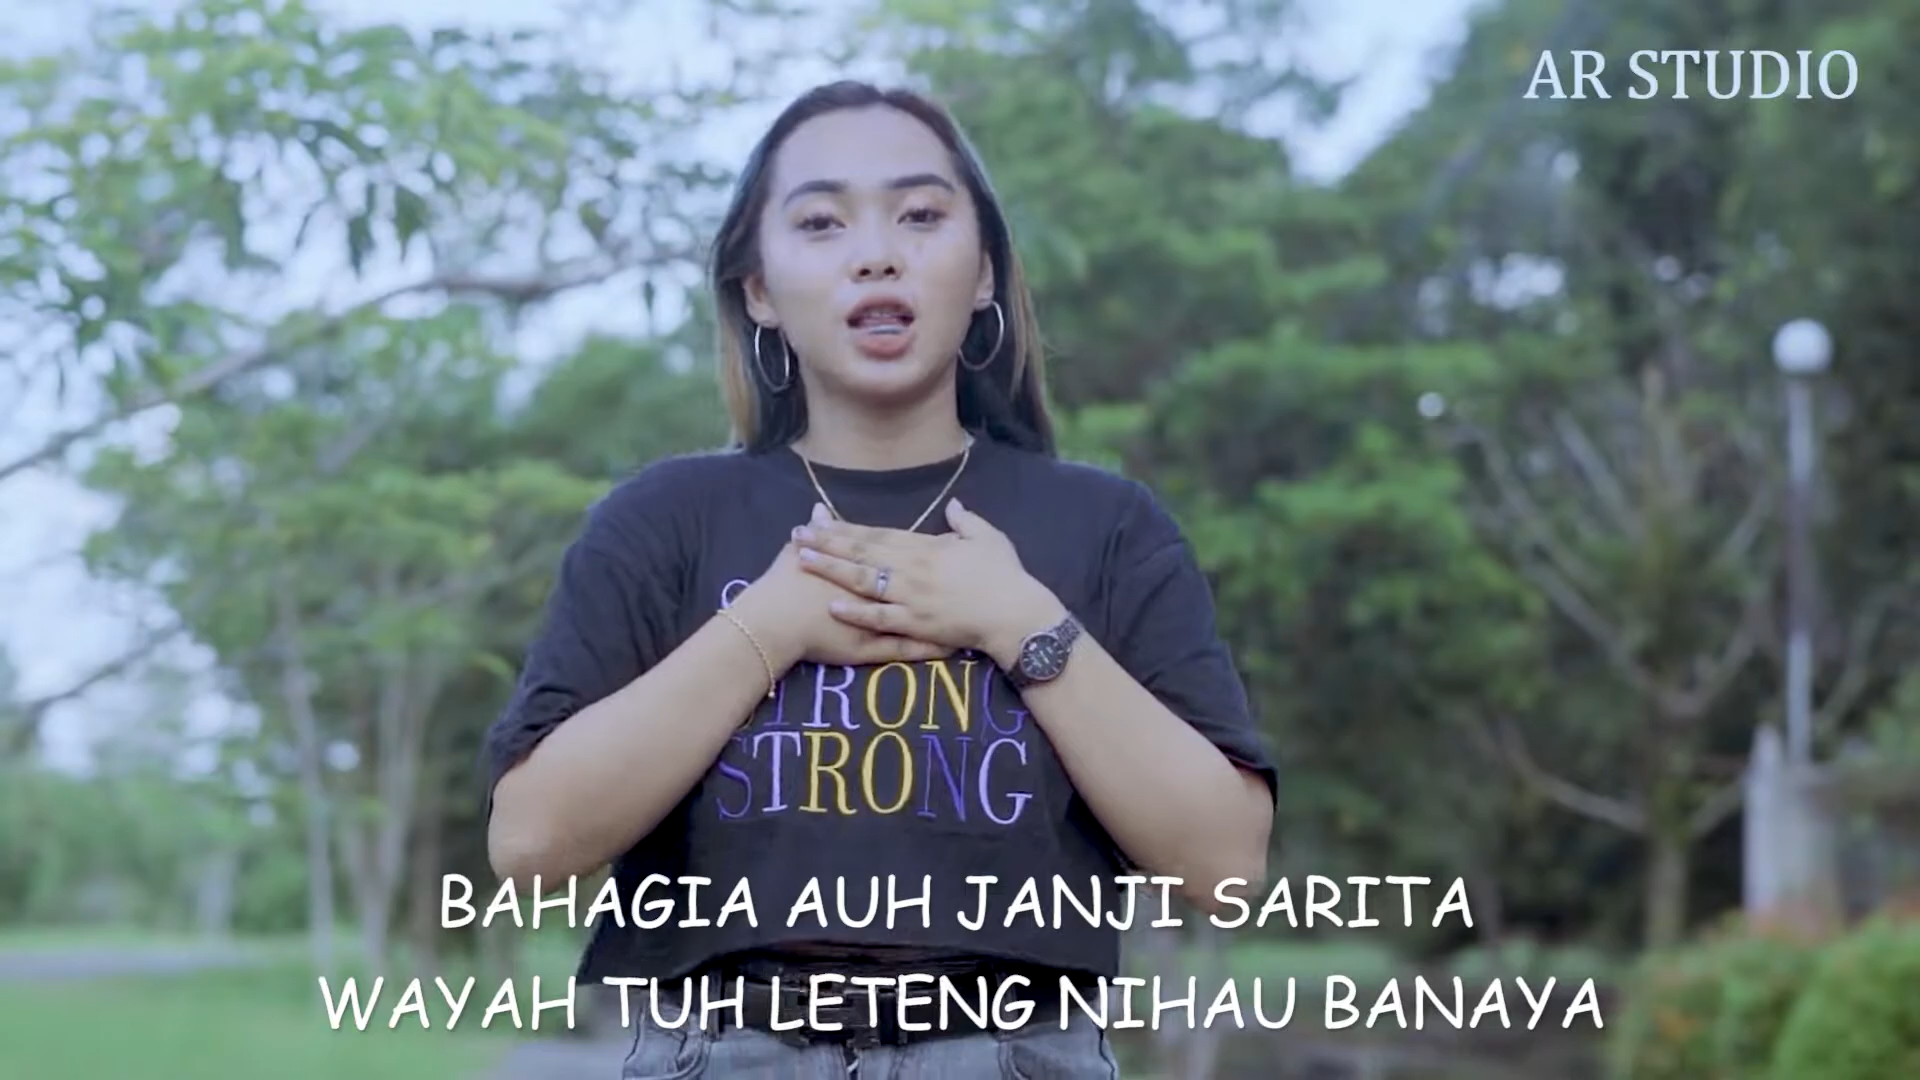 AR STUDIO
STRONG
STRONG
BAHAGIA AUH JANJI SARITA
WAYAH TUH LETENG NIHAU BANAYA